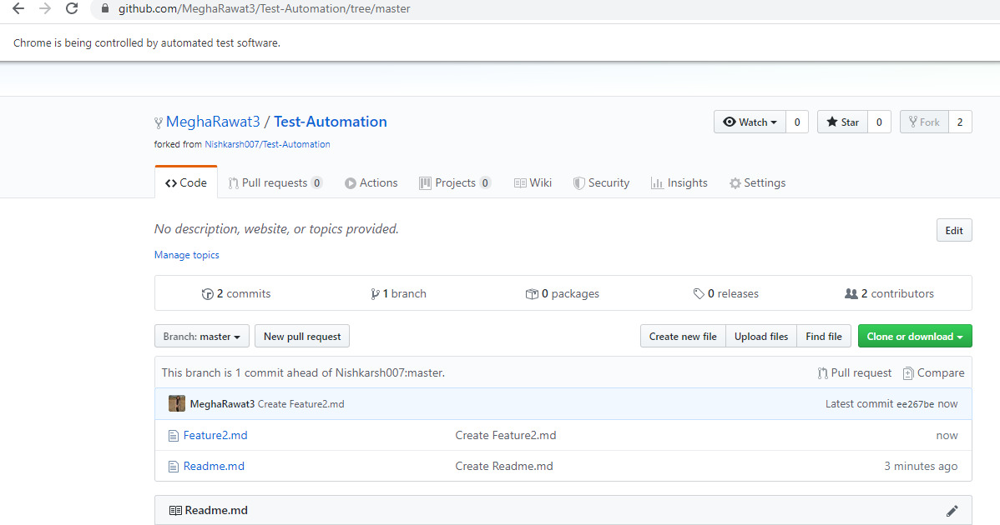 github.com/MeghaRawat3/Test-Automation/tree/master
Chrome is being controlled by automated test software.
MeghaRawat3 / Test-Automation
Watch 0 Star 0 Fork 2
forked from Nishkarsh007/Test-Automation
Code Pull requests 0 Actions Projects 0 Wiki Security Insights Settings
No description, website, or topics provided.
Edit
Manage topics
2 commits 1 branch 0 packages 0 releases 2 contributors
Branch: master New pull request Create new file Upload files Find file Clone or download
This branch is 1 commit ahead of Nishkarsh007:master. Pull request Compare
MeghaRawat3 Create Feature2.md Latest commit ee267be now
Feature2.md Create Feature2.md now
Readme.md Create Readme.md 3 minutes ago
Readme.md